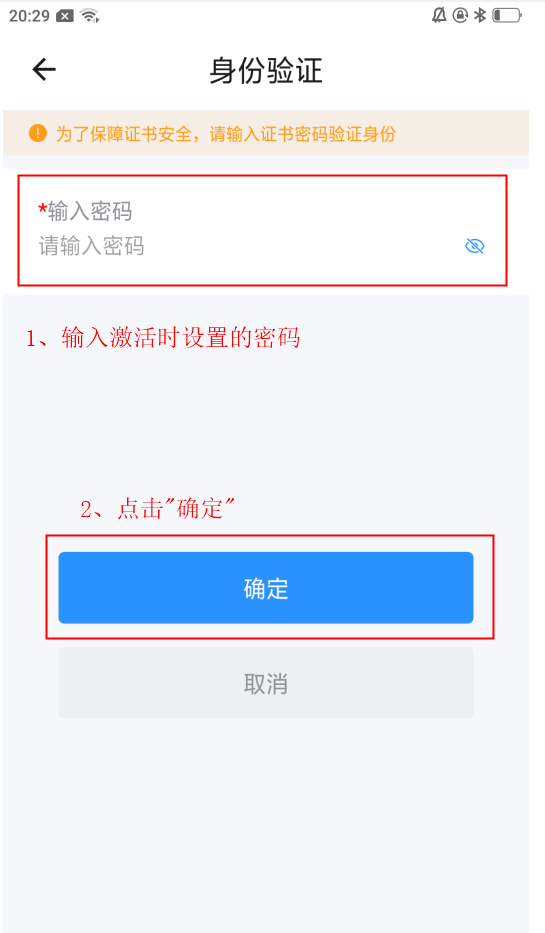 20:29
身份验证
为了保障证书安全，请输入证书密码验证身份
*输入密码
请输入密码
1、输入激活时设置的密码
2、点击"确定"
确定
取消